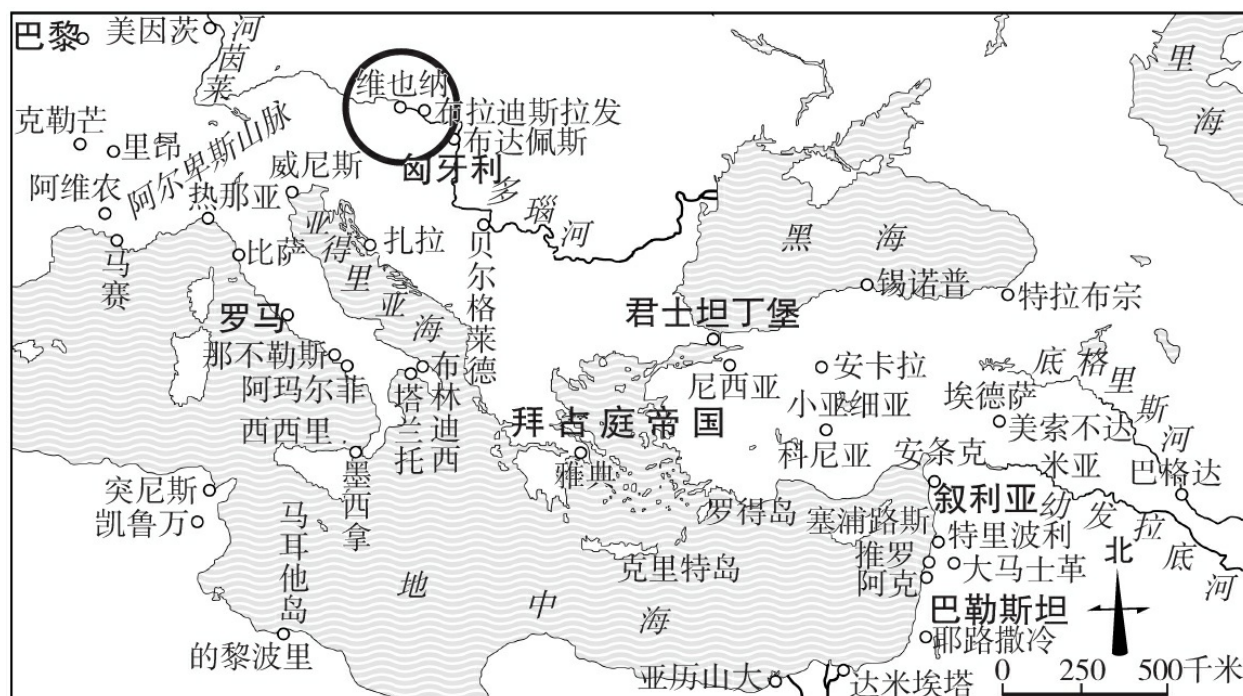 巴黎
美因茨
莱茵河
里海
维也纳
布拉迪斯拉发
布达佩斯
匈牙利
克勒芒
里昂
阿尔卑斯山脉
威尼斯
阿维农
热那亚
多瑙河
马赛
比萨
亚得里亚海
扎拉
贝尔格莱德
黑海
锡诺普
特拉布宗
罗马
君士坦丁堡
那不勒斯
阿玛尔菲
布林迪西
塔兰托
尼西亚
安卡拉
底格里斯河
小亚细亚
埃德萨
拜占庭帝国
美索不达
米亚
西西里
雅典
科尼亚
安条克
巴格达
墨西拿
突尼斯
凯鲁万
马耳他岛
罗得岛
塞浦路斯
叙利亚
幼发拉底河
克里特岛
特里波利
推罗
阿克
大马士革
北
地中海
巴勒斯坦
耶路撒冷
的黎波里
亚历山大
达米埃塔
0 250 500千米